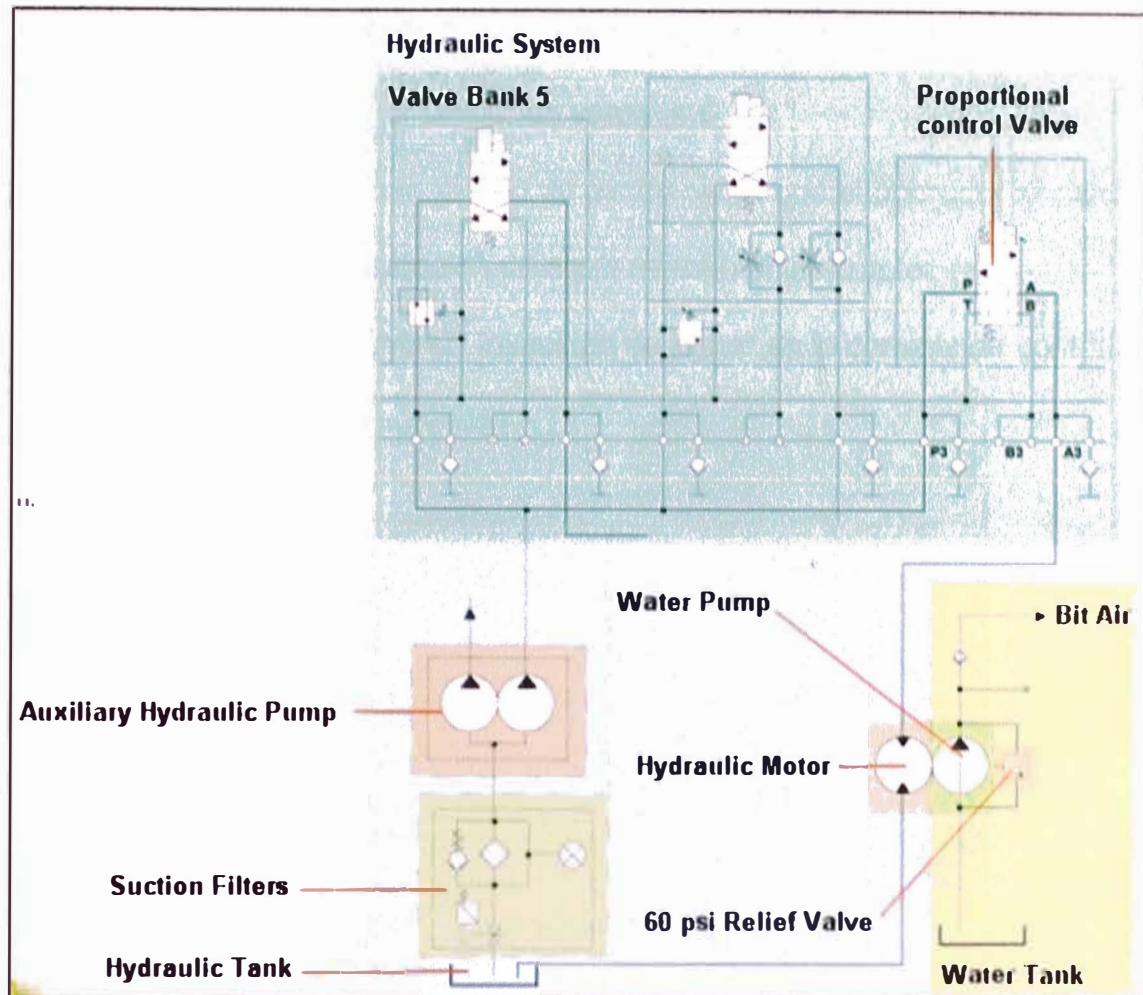 Hydraulic System
Valve Bank 5
Proportional
control Valve
P
A
T
B
P3
B3
A3
Water Pump
Bit Air
Auxiliary Hydraulic Pump
Hydraulic Motor
Suction Filters
60 psi Relief Valve
Hydraulic Tank
Water Tank